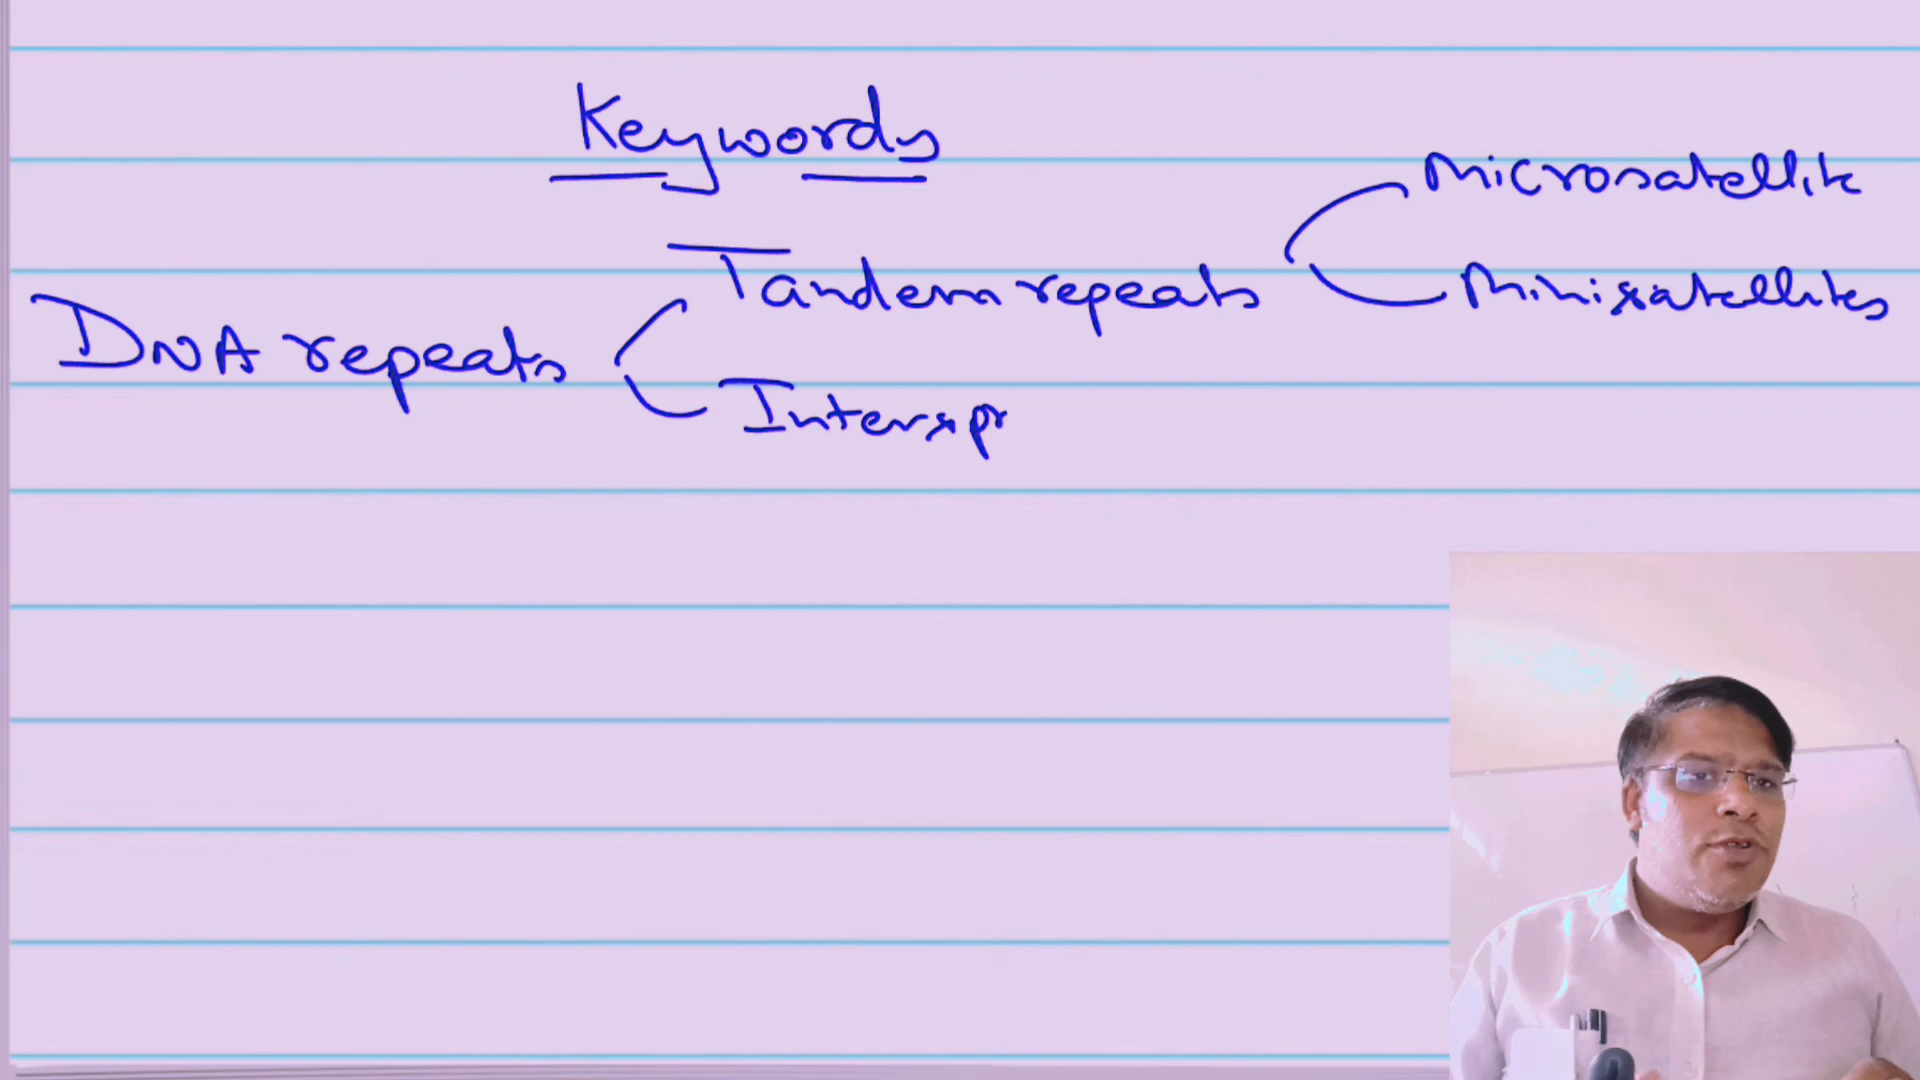 Keywords
Microsatellite
Tandem repeats
Minisatellites
DNA repeats
Interspr